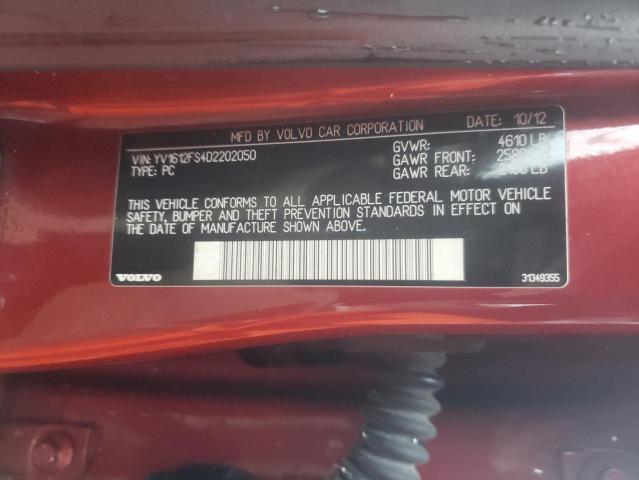 MFD BY VOLVO CAR CORPORATION DATE: 10/12
VIN: YV1612FS4D2202050 GVWR: 4610 LB
TYPE: PC GAWR FRONT:
GAWR REAR: LB
THIS VEHICLE CONFORMS TO ALL APPLICABLE FEDERAL MOTOR VEHICLE
SAFETY, BUMPER AND THEFT PREVENTION STANDARDS IN EFFECT ON
THE DATE OF MANUFACTURE SHOWN ABOVE.
VOLVO 31349355